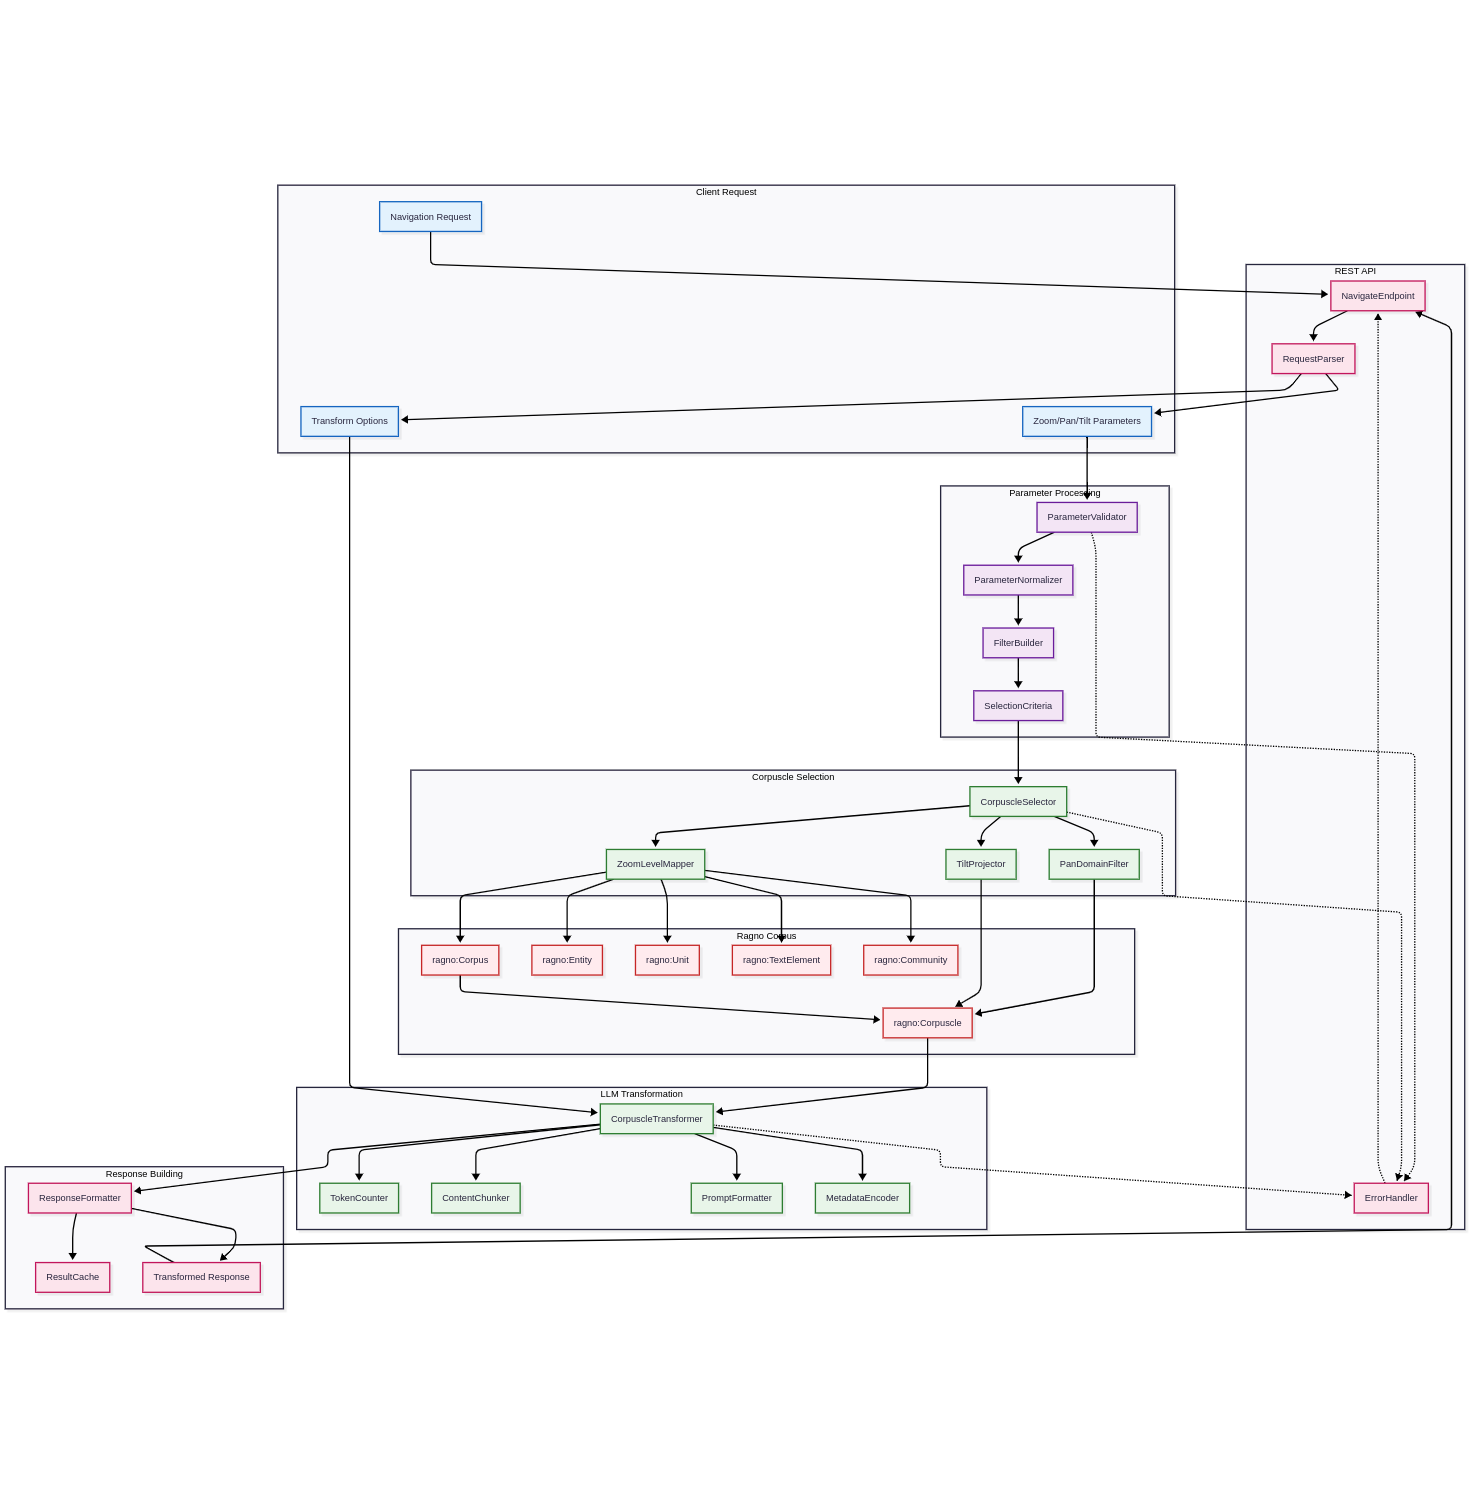 Client Request
Navigation Request
REST API
NavigateEndpoint
RequestParser
Transform Options
Zoom/Pan/Tilt Parameters
Parameter Processing
ParameterValidator
ParameterNormalizer
FilterBuilder
SelectionCriteria
Corpuscle Selection
CorpuscleSelector
ZoomLevelMapper
TiltProjector
PanDomainFilter
Ragno Corpus
ragno:Corpus
ragno:Entity
ragno:Unit
ragno:TextElement
ragno:Community
ragno:Corpuscle
LLM Transformation
CorpuscleTransformer
Response Building
ResponseFormatter
TokenCounter
ContentChunker
PromptFormatter
MetadataEncoder
ErrorHandler
ResultCache
Transformed Response